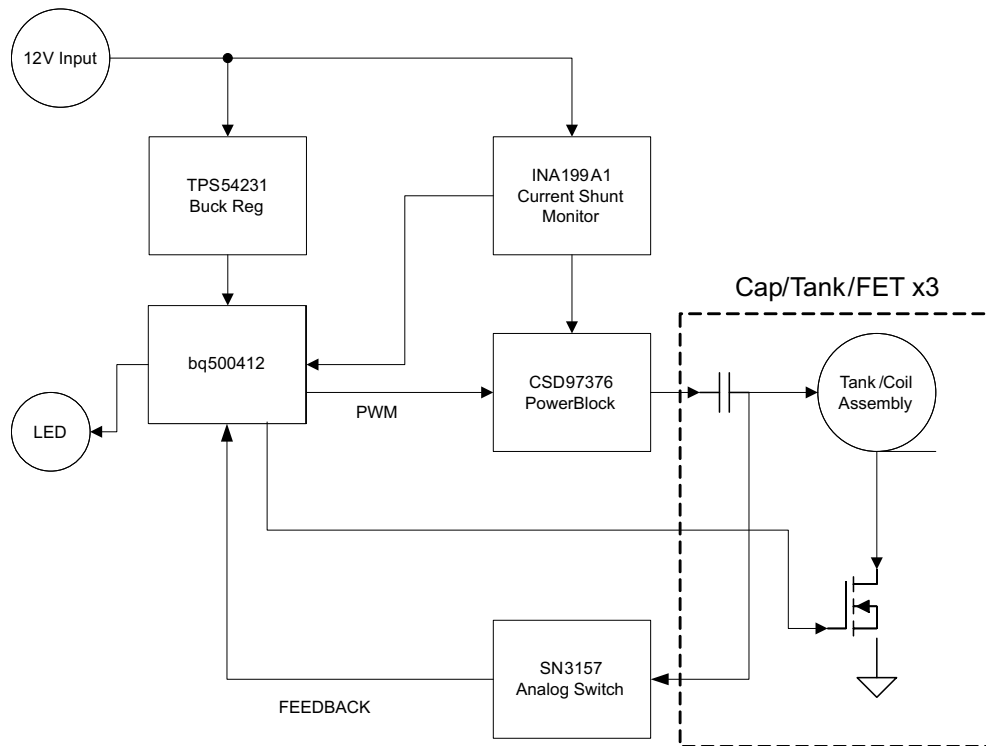 12V Input
TPS54231
Buck Reg
INA199A1
Current Shunt
Monitor
Cap/Tank/FET x3
bq500412
CSD97376
PowerBlock
Tank/Coil
Assembly
PWM
LED
SN3157
Analog Switch
FEEDBACK